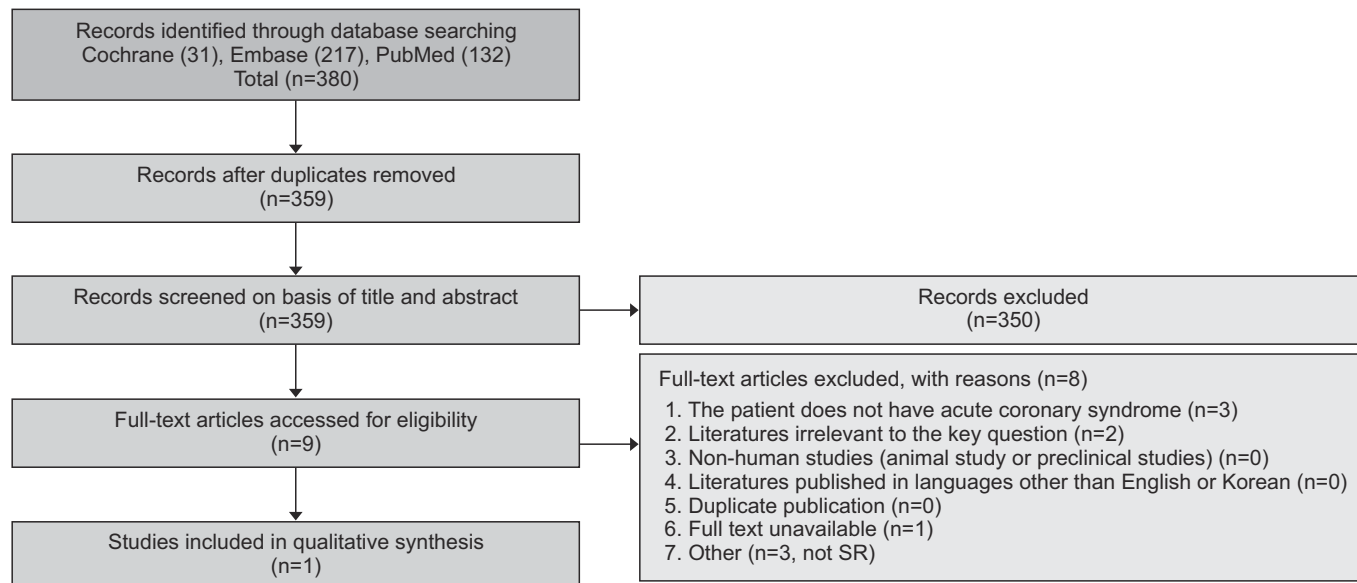 Records identified through database searching
Cochrane (31), Embase (217), PubMed (132)
Total (n=380)
Records after duplicates removed
(n=359)
Records screened on basis of title and abstract
(n=359)
Records excluded
(n=350)
Full-text articles accessed for eligibility
(n=9)
Full-text articles excluded, with reasons (n=8)
1. The patient does not have acute coronary syndrome (n=3)
2. Literatures irrelevant to the key question (n=2)
3. Non-human studies (animal study or preclinical studies) (n=0)
4. Literatures published in languages other than English or Korean (n=0)
5. Duplicate publication (n=0)
6. Full text unavailable (n=1)
7. Other (n=3, not SR)
Studies included in qualitative synthesis
(n=1)